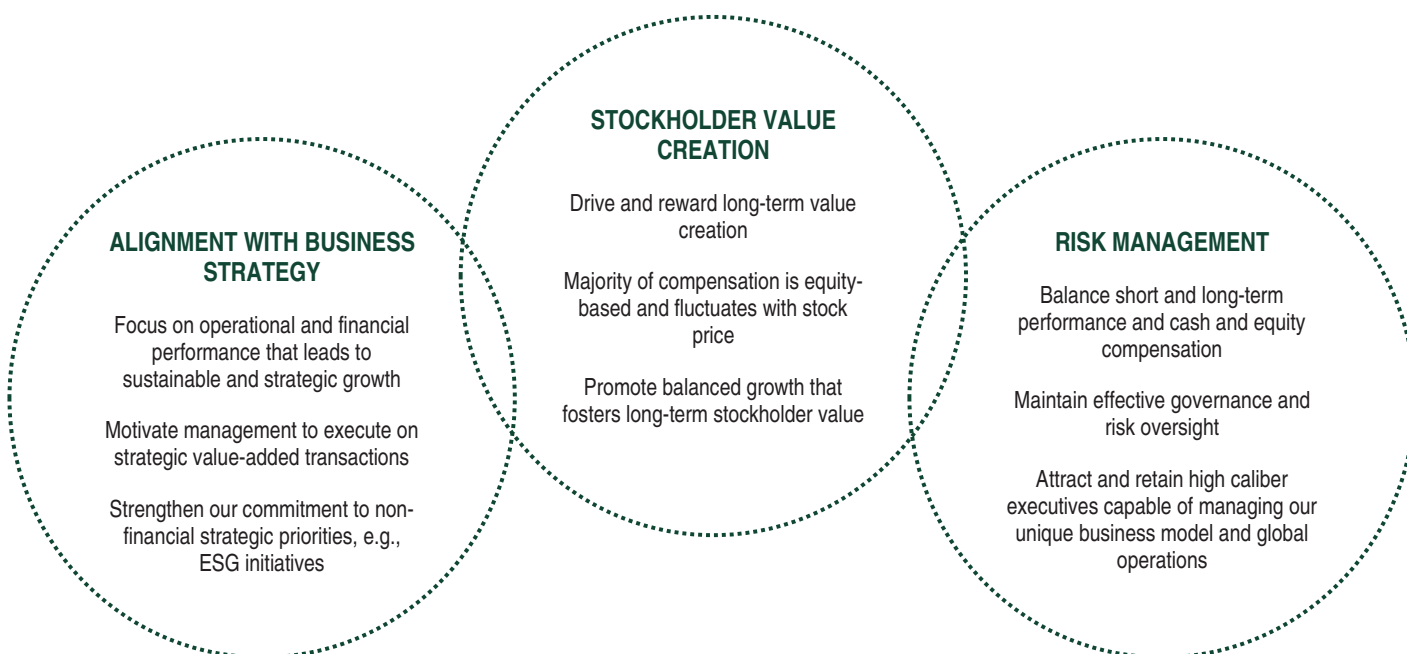 ALIGNMENT WITH BUSINESS
STRATEGY
Focus on operational and financial
performance that leads to
sustainable and strategic growth
Motivate management to execute on
strategic value-added transactions
Strengthen our commitment to non-
financial strategic priorities, e.g.,
ESG initiatives
STOCKHOLDER VALUE
CREATION
Drive and reward long-term value
creation
Majority of compensation is equity-
based and fluctuates with stock
price
Promote balanced growth that
fosters long-term stockholder value
RISK MANAGEMENT
Balance short and long-term
performance and cash and equity
compensation
Maintain effective governance and
risk oversight
Attract and retain high caliber
executives capable of managing our
unique business model and global
operations